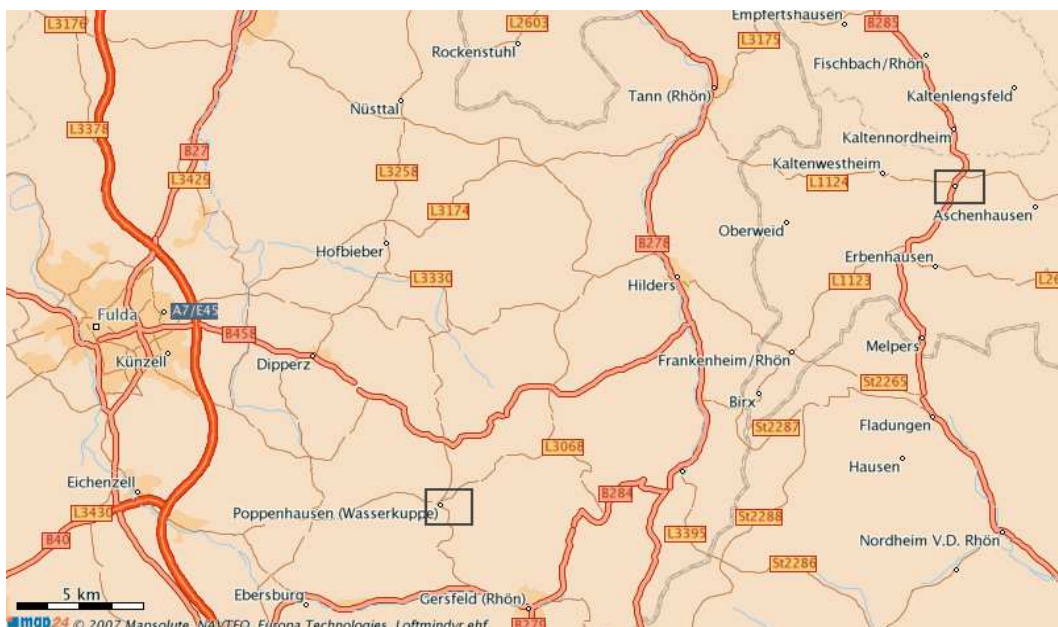 L3176
L2603
Empfertshausen
B285
Rockenstuhl
L3175
Fischbach/Rhön
Nüsttal
Tann (Rhön)
Kaltenlengsfeld
L3378
B27
Kaltennordheim
L3258
Kaltenwestheim
L3429
L1124
L3174
Aschenhausen
Oberweid
Hofbieber
B278
Erbenhausen
L3330
Hilders
L1123
Fulda
A7/E45
B458
Melpers
Künzell
Dipperz
Frankenheim/Rhön
St2265
Birx
Fladungen
St2287
L3068
Hausen
Eichenzell
B284
L3430
Poppenhausen (Wasserkuppe)
St2288
B40
L3395
Nordheim V.D. Rhön
St2286
5 km
Ebersburg
Gersfeld (Rhön)
B279
map24 © 2007 Mapsolute, NAVTEQ, Europa Technologies,